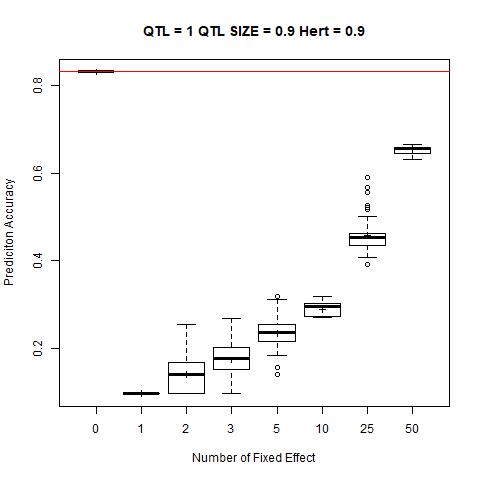 QTL = 1 QTL SIZE = 0.9 Hert = 0.9
Prediciton Accuracy
0.8
0.6
0.4
0.2
0 1 2 3 5 10 25 50
Number of Fixed Effect